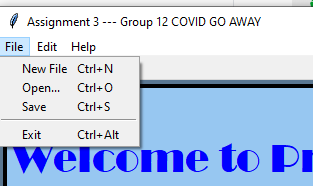 Assignment 3 --- Group 12 COVID GO AWAY
File Edit Help
New File Ctrl+N
Open... Ctrl+O
Save Ctrl+S
Exit Ctrl+Alt
Welcome to Pr